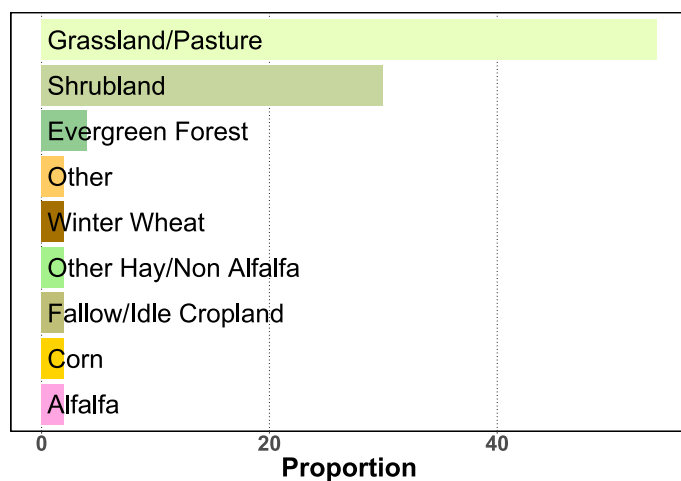 Grassland/Pasture
Shrubland
Evergreen Forest
Other
Winter Wheat
Other Hay/Non Alfalfa
Fallow/Idle Cropland
Corn
Alfalfa
0 20 40
Proportion